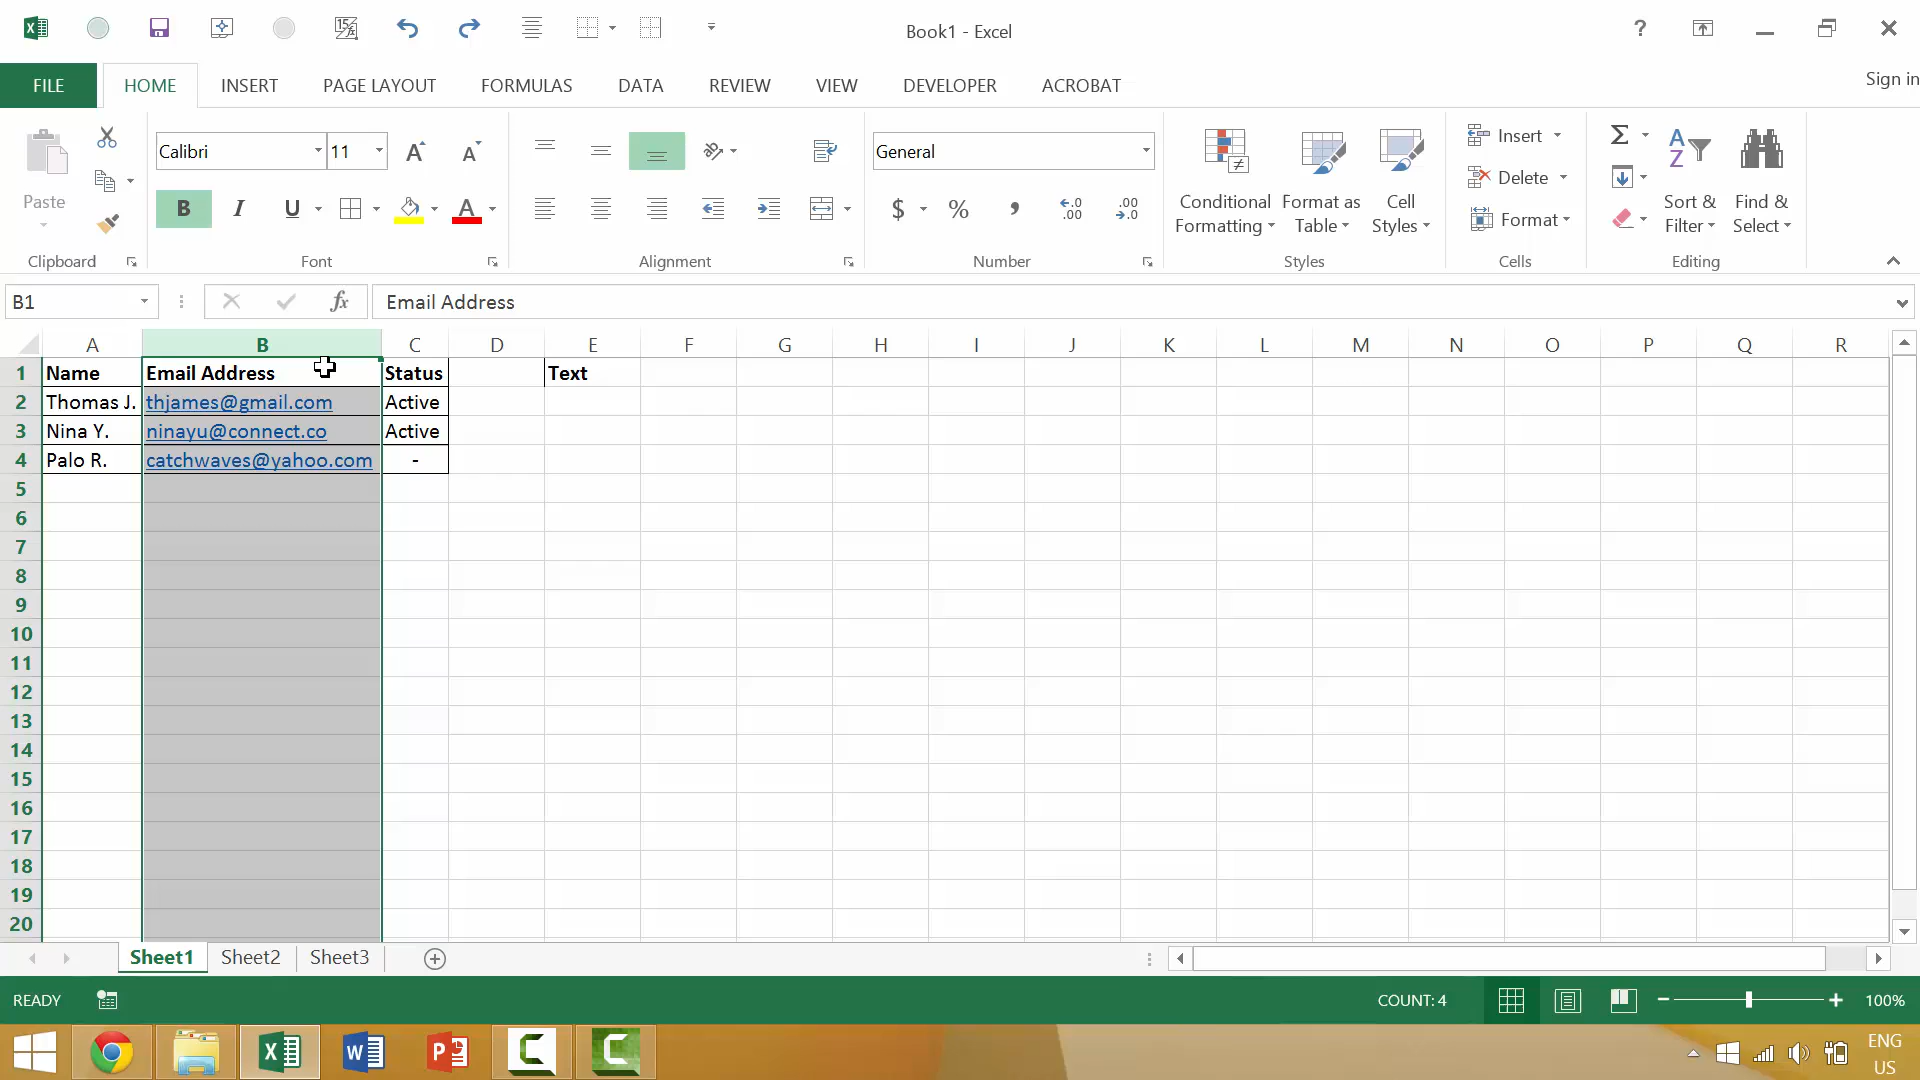 Book1 - Excel
FILE HOME INSERT PAGE LAYOUT FORMULAS DATA REVIEW VIEW DEVELOPER ACROBAT Sign in
Calibri 11 General Insert
Paste Delete
B I U A $ % , Format
Conditional Formatting
Format as Table
Cell Styles
Sort & Filter
Find & Select
Clipboard Font Alignment Number Styles Cells Editing
B1 fx Email Address
A B C D E F G H I J K L M N O P Q R
1 Name Email Address Status Text
2 Thomas J. thjames@gmail.com Active
3 Nina Y. ninayu@connect.co Active
4 Palo R. catchwaves@yahoo.com -
5
6
7
8
9
10
11
12
13
14
15
16
17
18
19
20
Sheet1 Sheet2 Sheet3
READY COUNT: 4 100%
ENG
US